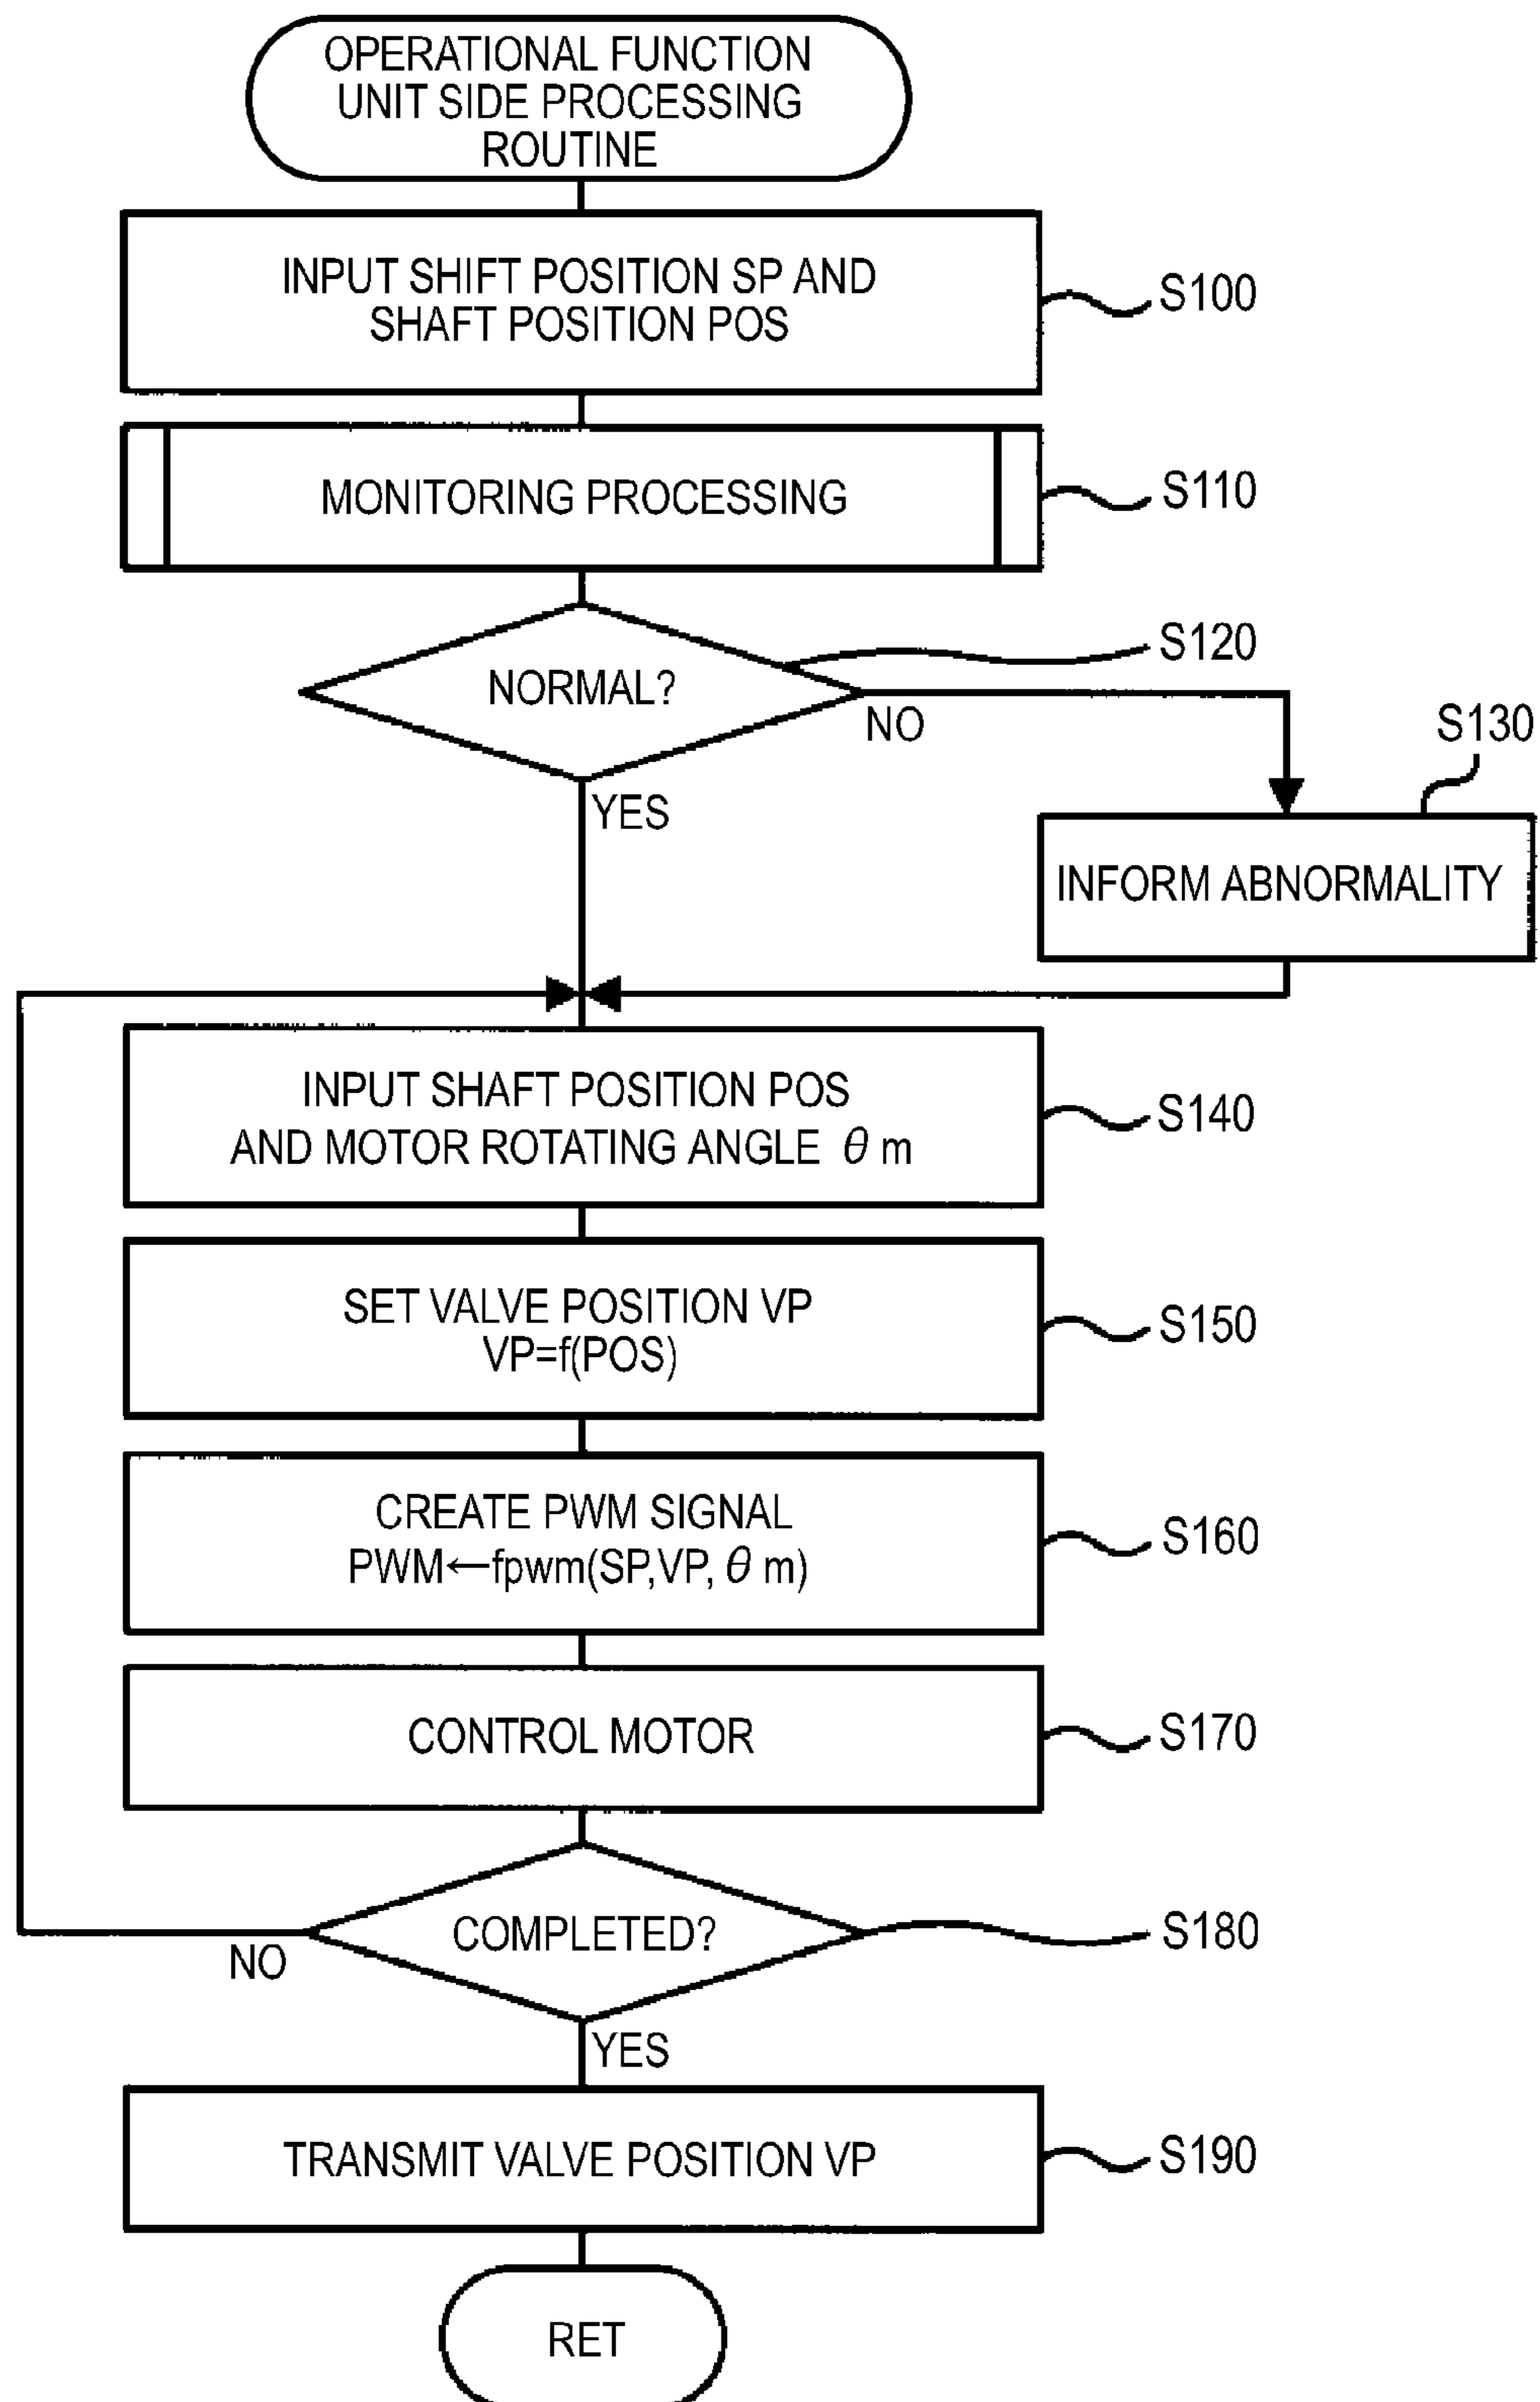 OPERATIONAL FUNCTION
UNIT SIDE PROCESSING
ROUTINE
INPUT SHIFT POSITION SP AND
SHAFT POSITION POS
S100
MONITORING PROCESSING
S110
NORMAL?
S120
NO
YES
S130
INFORM ABNORMALITY
INPUT SHAFT POSITION POS
AND MOTOR ROTATING ANGLE θ m
S140
SET VALVE POSITION VP
VP=f(POS)
S150
CREATE PWM SIGNAL
PWM←fpwm(SP,VP, θ m)
S160
CONTROL MOTOR
S170
COMPLETED?
S180
NO
YES
TRANSMIT VALVE POSITION VP
S190
RET